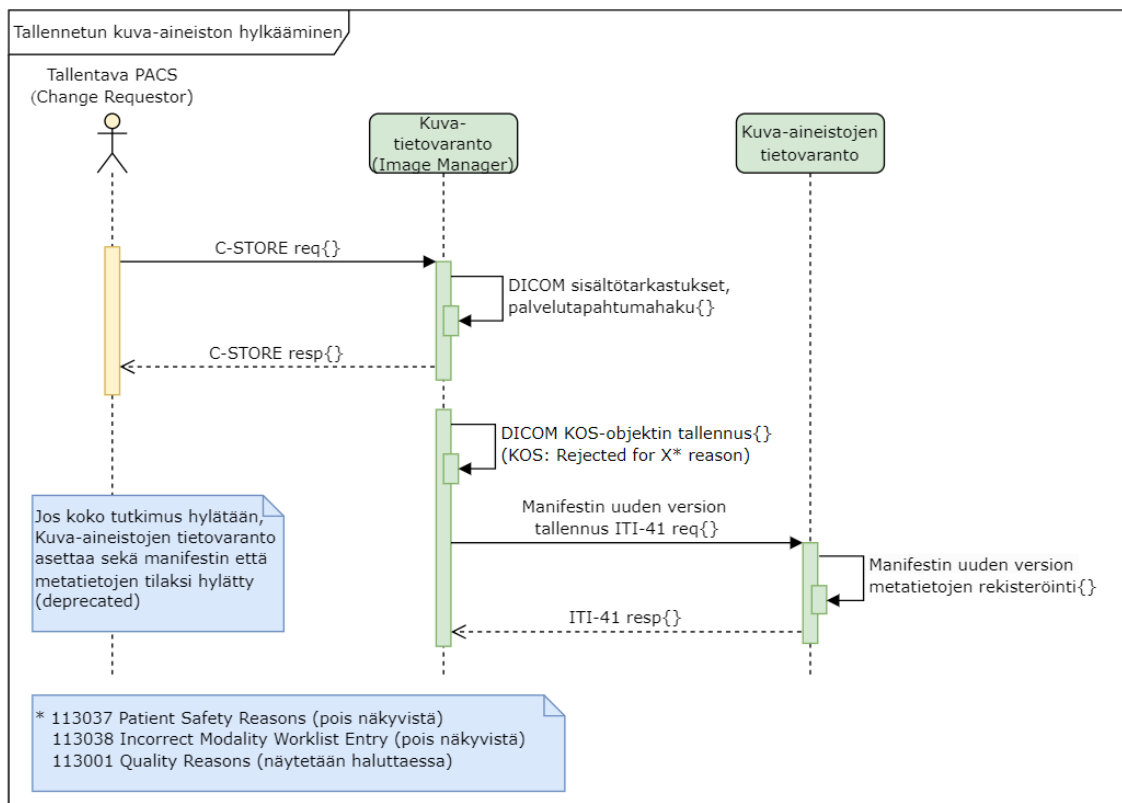 Tallennetun kuva-aineiston hylkääminen
Tallentava PACS
(Change Requestor)
Kuva-
tietovaranto
(Image Manager)
Kuva-aineistojen
tietovaranto
C-STORE req{}
DICOM sisältötarkastukset,
palvelutapahtumahaku{}
C-STORE resp{}
DICOM KOS-objektin tallennus{}
(KOS: Rejected for X* reason)
Jos koko tutkimus hylätään,
Kuva-aineistojen tietovaranto
asettaa sekä manifestin että
metatietojen tilaksi hylätty
(deprecated)
Manifestin uuden version
tallennus ITI-41 req{}
Manifestin uuden version
metatietojen rekisteröinti{}
ITI-41 resp{}
* 113037 Patient Safety Reasons (pois näkyvistä)
113038 Incorrect Modality Worklist Entry (pois näkyvistä)
113001 Quality Reasons (näytetään haluttaessa)